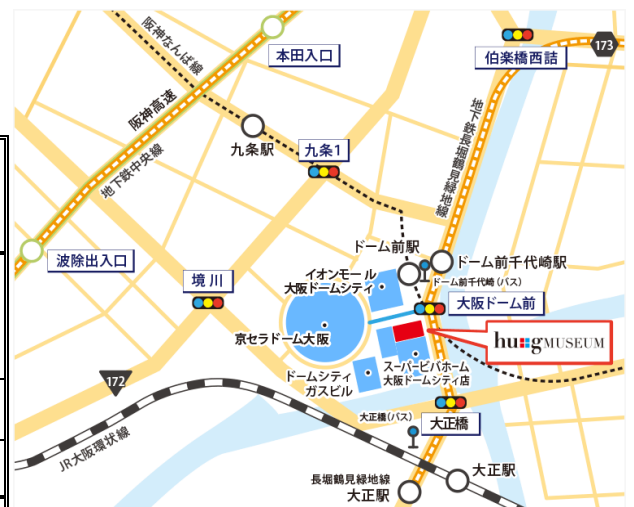 阪神なんば線
本田入口
伯楽橋西詰
173
阪神高速
地下鉄中央線
九条駅
九条1
地下鉄長堀鶴見緑地線
波除出入口
境川
ドーム前駅
ドーム前千代崎駅
ドーム前千代崎(バス)
イオンモール
大阪ドームシティ
大阪ドーム前
京セラドーム大阪
hu+gMUSEUM
スーパービバホーム
大阪ドームシティ店
ドームシティ
ガスビル
172
JR大阪環状線
大正橋(バス)
大正橋
大正駅
長堀鶴見緑地線
大正駅